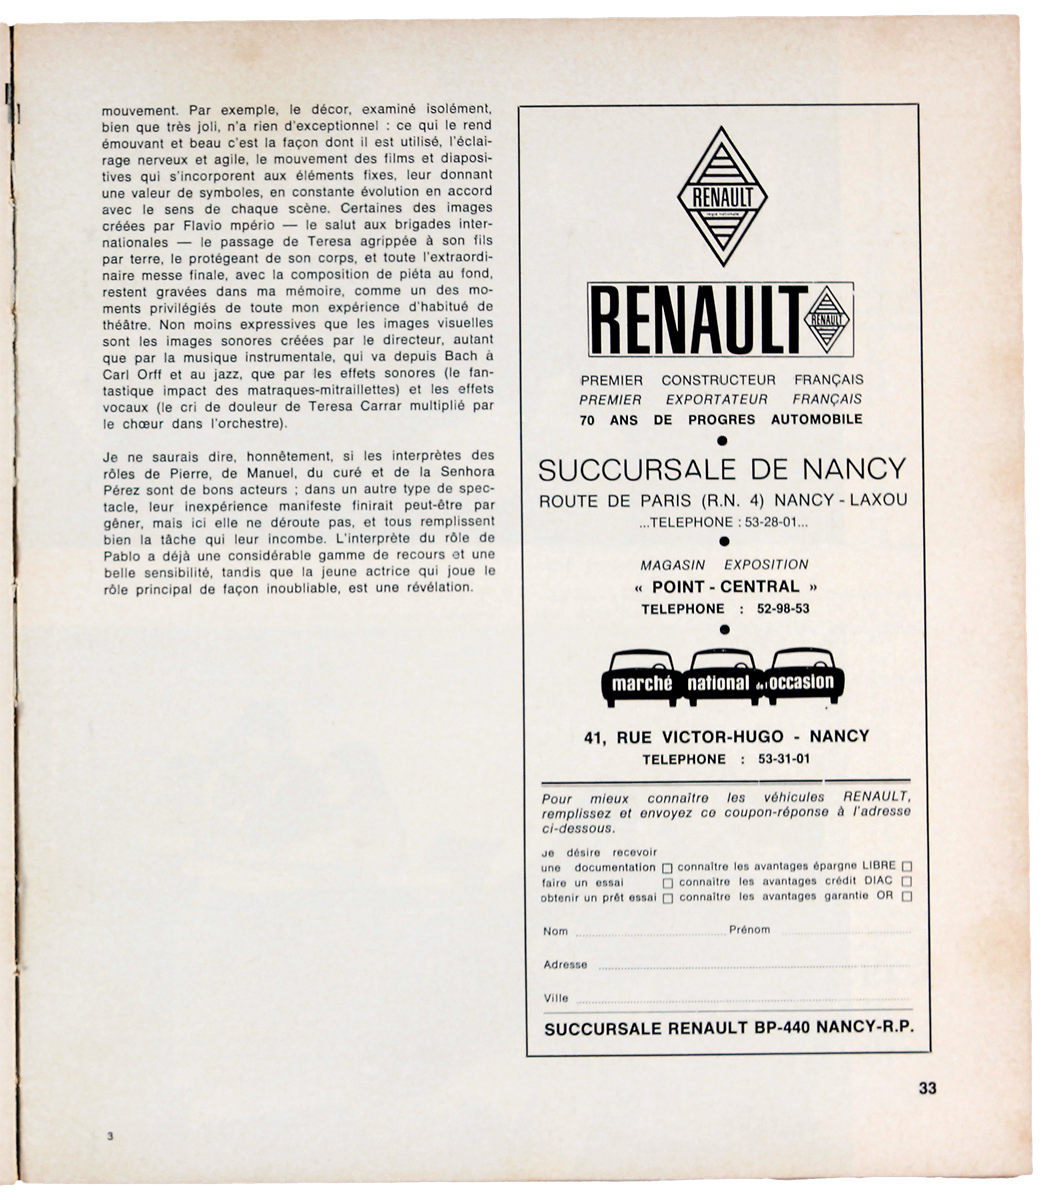 mouvement. Par exemple, le décor, examiné isolément,
bien que très joli, n'a rien d'exceptionnel : ce qui le rend
émouvant et beau c'est la façon dont il est utilisé, l'éclai-
rage nerveux et agile, le mouvement des films et diaposi-
tives qui s'incorporent aux éléments fixes, leur donnant
une valeur de symboles, en constante évolution en accord
avec le sens de chaque scène. Certaines des images
créées par Flavio mpério — le salut aux brigades inter-
nationales — le passage de Teresa agrippée à son fils
par terre, le protégeant de son corps, et toute l'extraordi-
naire messe finale, avec la composition de piéta au fond,
restent gravées dans ma mémoire, comme un des mo-
ments privilégiés de toute mon expérience d'habitué de
théâtre. Non moins expressives que les images visuelles
sont les images sonores créées par le directeur, autant
que par la musique instrumentale, qui va depuis Bach à
Carl Orff et au jazz, que par les effets sonores (le fan-
tastique impact des matraques-mitraillettes) et les effets
vocaux (le cri de douleur de Teresa Carrar multiplié par
le chœur dans l'orchestre).
Je ne saurais dire, honnêtement, si les interprètes des
rôles de Pierre, de Manuel, du curé et de la Senhora
Pérez sont de bons acteurs ; dans un autre type de spec-
tacle, leur inexpérience manifeste finirait peut-être par
gêner, mais ici elle ne déroute pas, et tous remplissent
bien la tâche qui leur incombe. L'interprète du rôle de
Pablo a déjà une considérable gamme de recours et une
belle sensibilité, tandis que la jeune actrice qui joue le
rôle principal de façon inoubliable, est une révélation.
RENAULT
régie nationale
RENAULT RENAULT
PREMIER CONSTRUCTEUR FRANÇAIS
PREMIER EXPORTATEUR FRANÇAIS
70 ANS DE PROGRES AUTOMOBILE
●
SUCCURSALE DE NANCY
ROUTE DE PARIS (R.N. 4) NANCY - LAXOU
...TELEPHONE : 53-28-01...
●
MAGASIN EXPOSITION
« POINT - CENTRAL »
TELEPHONE : 52-98-53
●
marché national occasion
41, RUE VICTOR-HUGO - NANCY
TELEPHONE : 53-31-01
Pour mieux connaître les véhicules RENAULT,
remplissez et envoyez ce coupon-réponse à l'adresse
ci-dessous.
Je désire recevoir
une documentation □ connaître les avantages épargne LIBRE □
faire un essai □ connaître les avantages crédit DIAC □
obtenir un prêt essai □ connaître les avantages garantie OR □
Nom ........ Prénom ........
Adresse ........
Ville ........
SUCCURSALE RENAULT BP-440 NANCY-R.P.
33
3